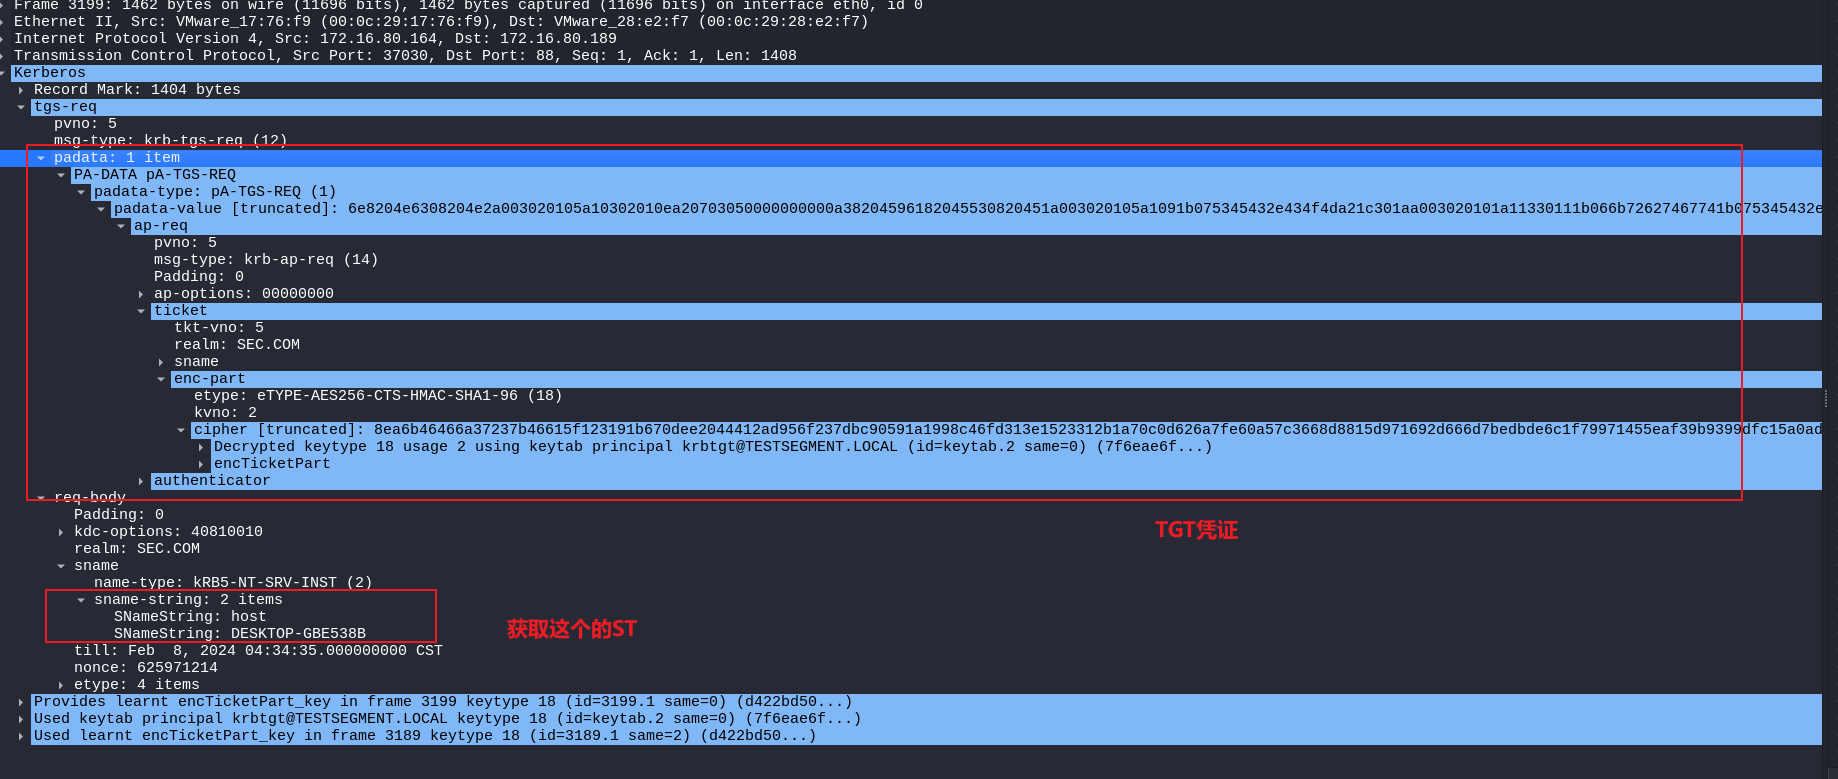 Frame 3199: 1462 bytes on wire (11696 bits), 1462 bytes captured (11696 bits) on interface eth0, id 0
Ethernet II, Src: VMware_17:76:f9 (00:0c:29:17:76:f9), Dst: VMware_28:e2:f7 (00:0c:29:28:e2:f7)
Internet Protocol Version 4, Src: 172.16.80.164, Dst: 172.16.80.189
Transmission Control Protocol, Src Port: 37030, Dst Port: 88, Seq: 1, Ack: 1, Len: 1408
Kerberos
Record Mark: 1404 bytes
tgs-req
pvno: 5
msg-type: krb-tgs-req (12)
padata: 1 item
PA-DATA pA-TGS-REQ
padata-type: pA-TGS-REQ (1)
padata-value [truncated]: 6e8204e6308204e2a003020105a10302010ea20703050000000000a38204596182045530820451a003020105a1091b075345432e434f4da21c301aa003020101a11330111b066b72627467741b075345432e
ap-req
pvno: 5
msg-type: krb-ap-req (14)
Padding: 0
ap-options: 00000000
ticket
tkt-vno: 5
realm: SEC.COM
sname
enc-part
etype: eTYPE-AES256-CTS-HMAC-SHA1-96 (18)
kvno: 2
cipher [truncated]: 8ea6b46466a37237b46615f123191b670dee2044412ad956f237dbc90591a1998c46fd313e1523312b1a70c0d626a7fe60a57c3668d8815d971692d666d7bedbde6c1f79971455eaf39b9399dfc15a0ad
Decrypted keytype 18 usage 2 using keytab principal krbtgt@TESTSEGMENT.LOCAL (id=keytab.2 same=0) (7f6eae6f...)
encTicketPart
authenticator
req-body
Padding: 0
TGT凭证
kdc-options: 40810010
realm: SEC.COM
sname
name-type: kRB5-NT-SRV-INST (2)
sname-string: 2 items
SNameString: host
获取这个的ST
SNameString: DESKTOP-GBE538B
till: Feb  8, 2024 04:34:35.000000000 CST
nonce: 625971214
etype: 4 items
Provides learnt encTicketPart_key in frame 3199 keytype 18 (id=3199.1 same=0) (d422bd50...)
Used keytab principal krbtgt@TESTSEGMENT.LOCAL keytype 18 (id=keytab.2 same=0) (7f6eae6f...)
Used learnt encTicketPart_key in frame 3189 keytype 18 (id=3189.1 same=2) (d422bd50...)